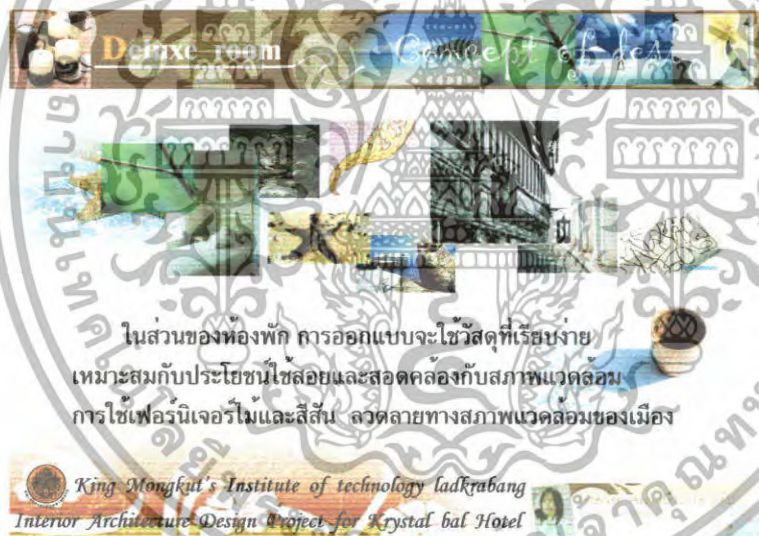 Deluxe room Concept of des
ในส่วนของห้องพัก การออกแบบจะใช้วัสดุที่เรียบง่าย
เหมาะสมกับประโยชน์ใช้สอยและสอดคล้องกับสภาพแวดล้อม
การใช้เฟอร์นิเจอร์ไม้และสีสัน ลวดลายทางสภาพแวดล้อมของเมือง
King Mongkut's Institute of technology ladkrabang
Interior Architecture Design Project for Krystal bal Hotel